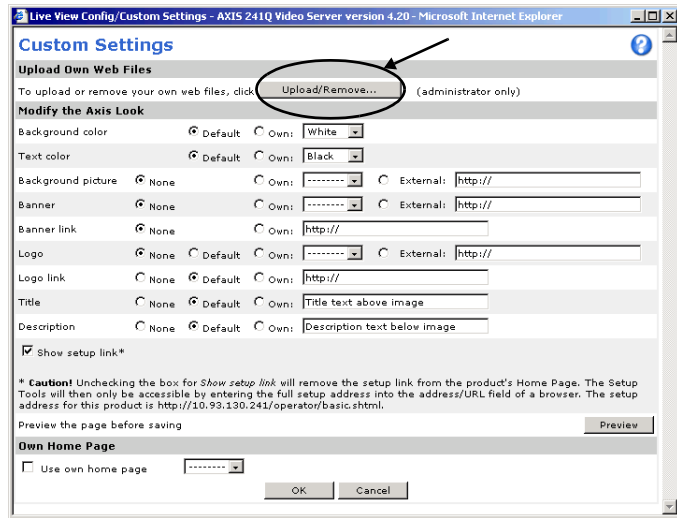 Live View Config/Custom Settings - AXIS 241Q Video Server version 4.20 - Microsoft Internet Explorer
Custom Settings
?
Upload Own Web Files
To upload or remove your own web files, click Upload/Remove... (administrator only)
Modify the Axis Look
Background color Default Own: White
Text color Default Own: Black
Background picture None Own: -------- External: http://
Banner None Own: -------- External: http://
Banner link None Own: http://
Logo None Default Own: -------- External: http://
Logo link None Default Own: http://
Title None Default Own: Title text above image
Description None Default Own: Description text below image
Show setup link*
* Caution! Unchecking the box for Show setup link will remove the setup link from the product's Home Page. The Setup
Tools will then only be accessible by entering the full setup address into the address/URL field of a browser. The setup
address for this product is http://10.93.130.241/operator/basic.shtml.
Preview the page before saving Preview
Own Home Page
Use own home page --------
OK Cancel